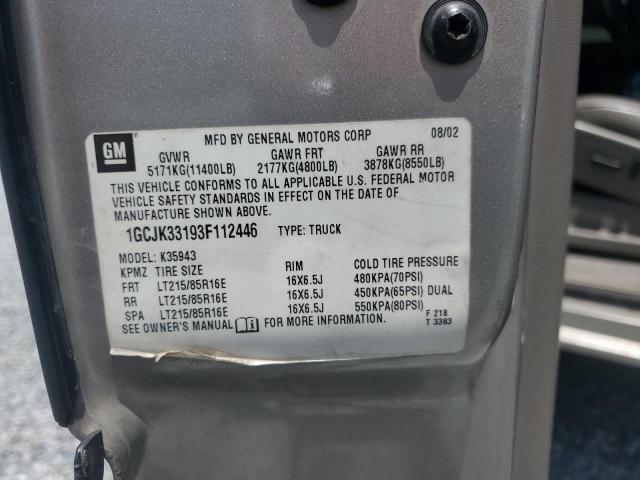 GM
MFD BY GENERAL MOTORS CORP 08/02
GVWR GAWR FRT GAWR RR
5171KG(11400LB) 2177KG(4800LB) 3878KG(8550LB)
THIS VEHICLE CONFORMS TO ALL APPLICABLE U.S. FEDERAL MOTOR
VEHICLE SAFETY STANDARDS IN EFFECT ON THE DATE OF
MANUFACTURE SHOWN ABOVE.
1GCJK33193F112446 TYPE: TRUCK
MODEL: K35943
KPMZ TIRE SIZE RIM COLD TIRE PRESSURE
FRT LT215/85R16E 16X6.5J 480KPA(70PSI)
RR LT215/85R16E 16X6.5J 450KPA(65PSI) DUAL
SPA LT215/85R16E 16X6.5J 550KPA(80PSI)
SEE OWNER'S MANUAL FOR MORE INFORMATION.
F 218
T 3383